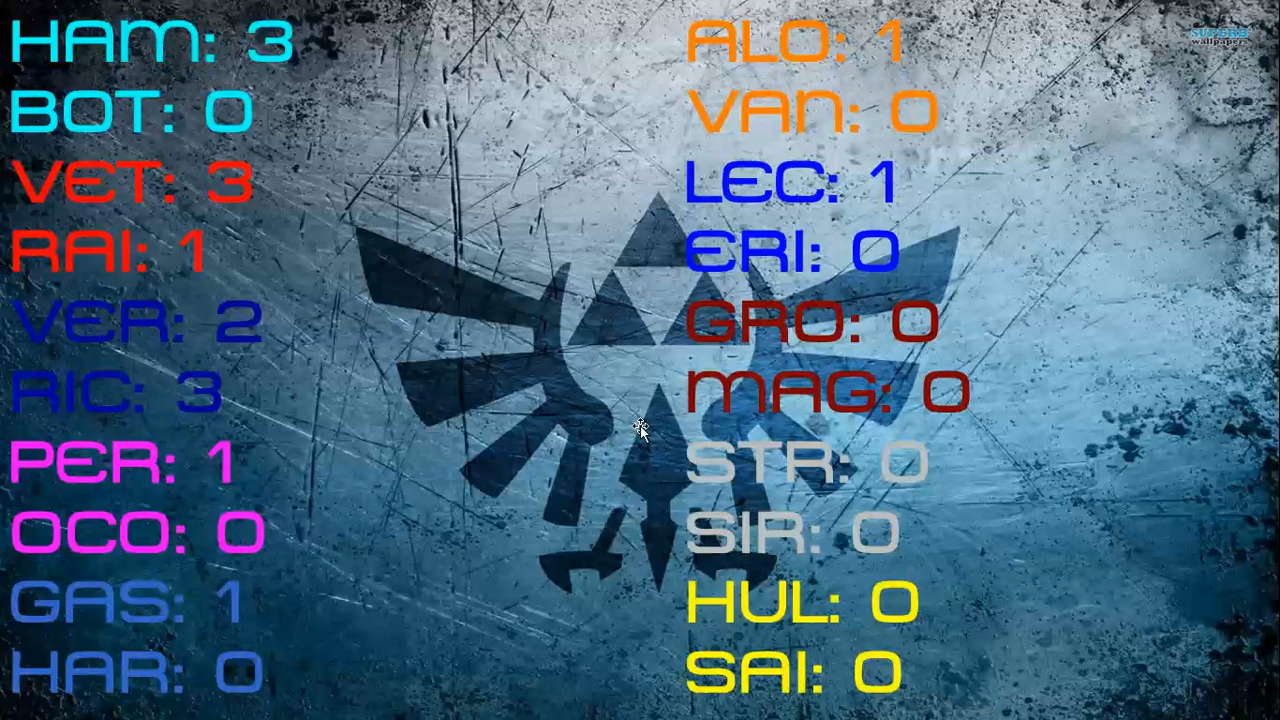 HAM: 3
BOT: 0
VET: 3
RAI: 1
VER: 2
RIC: 3
PER: 1
OCO: 0
GAS: 1
HAR: 0
ALO: 1
VAN: 0
LEC: 1
ERI: 0
GRO: 0
MAG: 0
STR: 0
SIR: 0
HUL: 0
SAI: 0
SUPERB
wallpapers